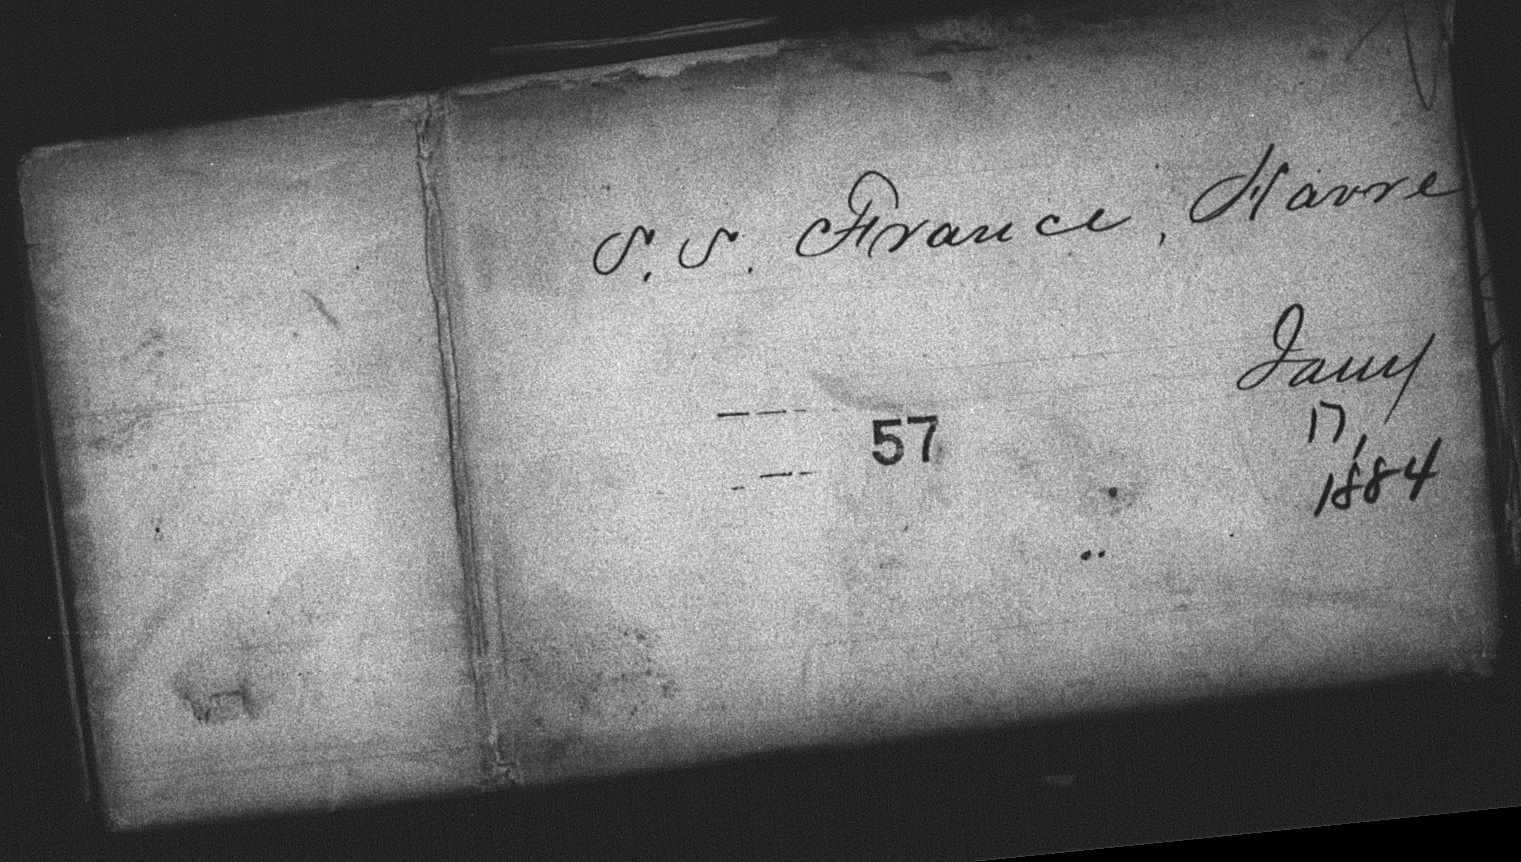 S. S. France, Havre
Jany
57
17,
1884